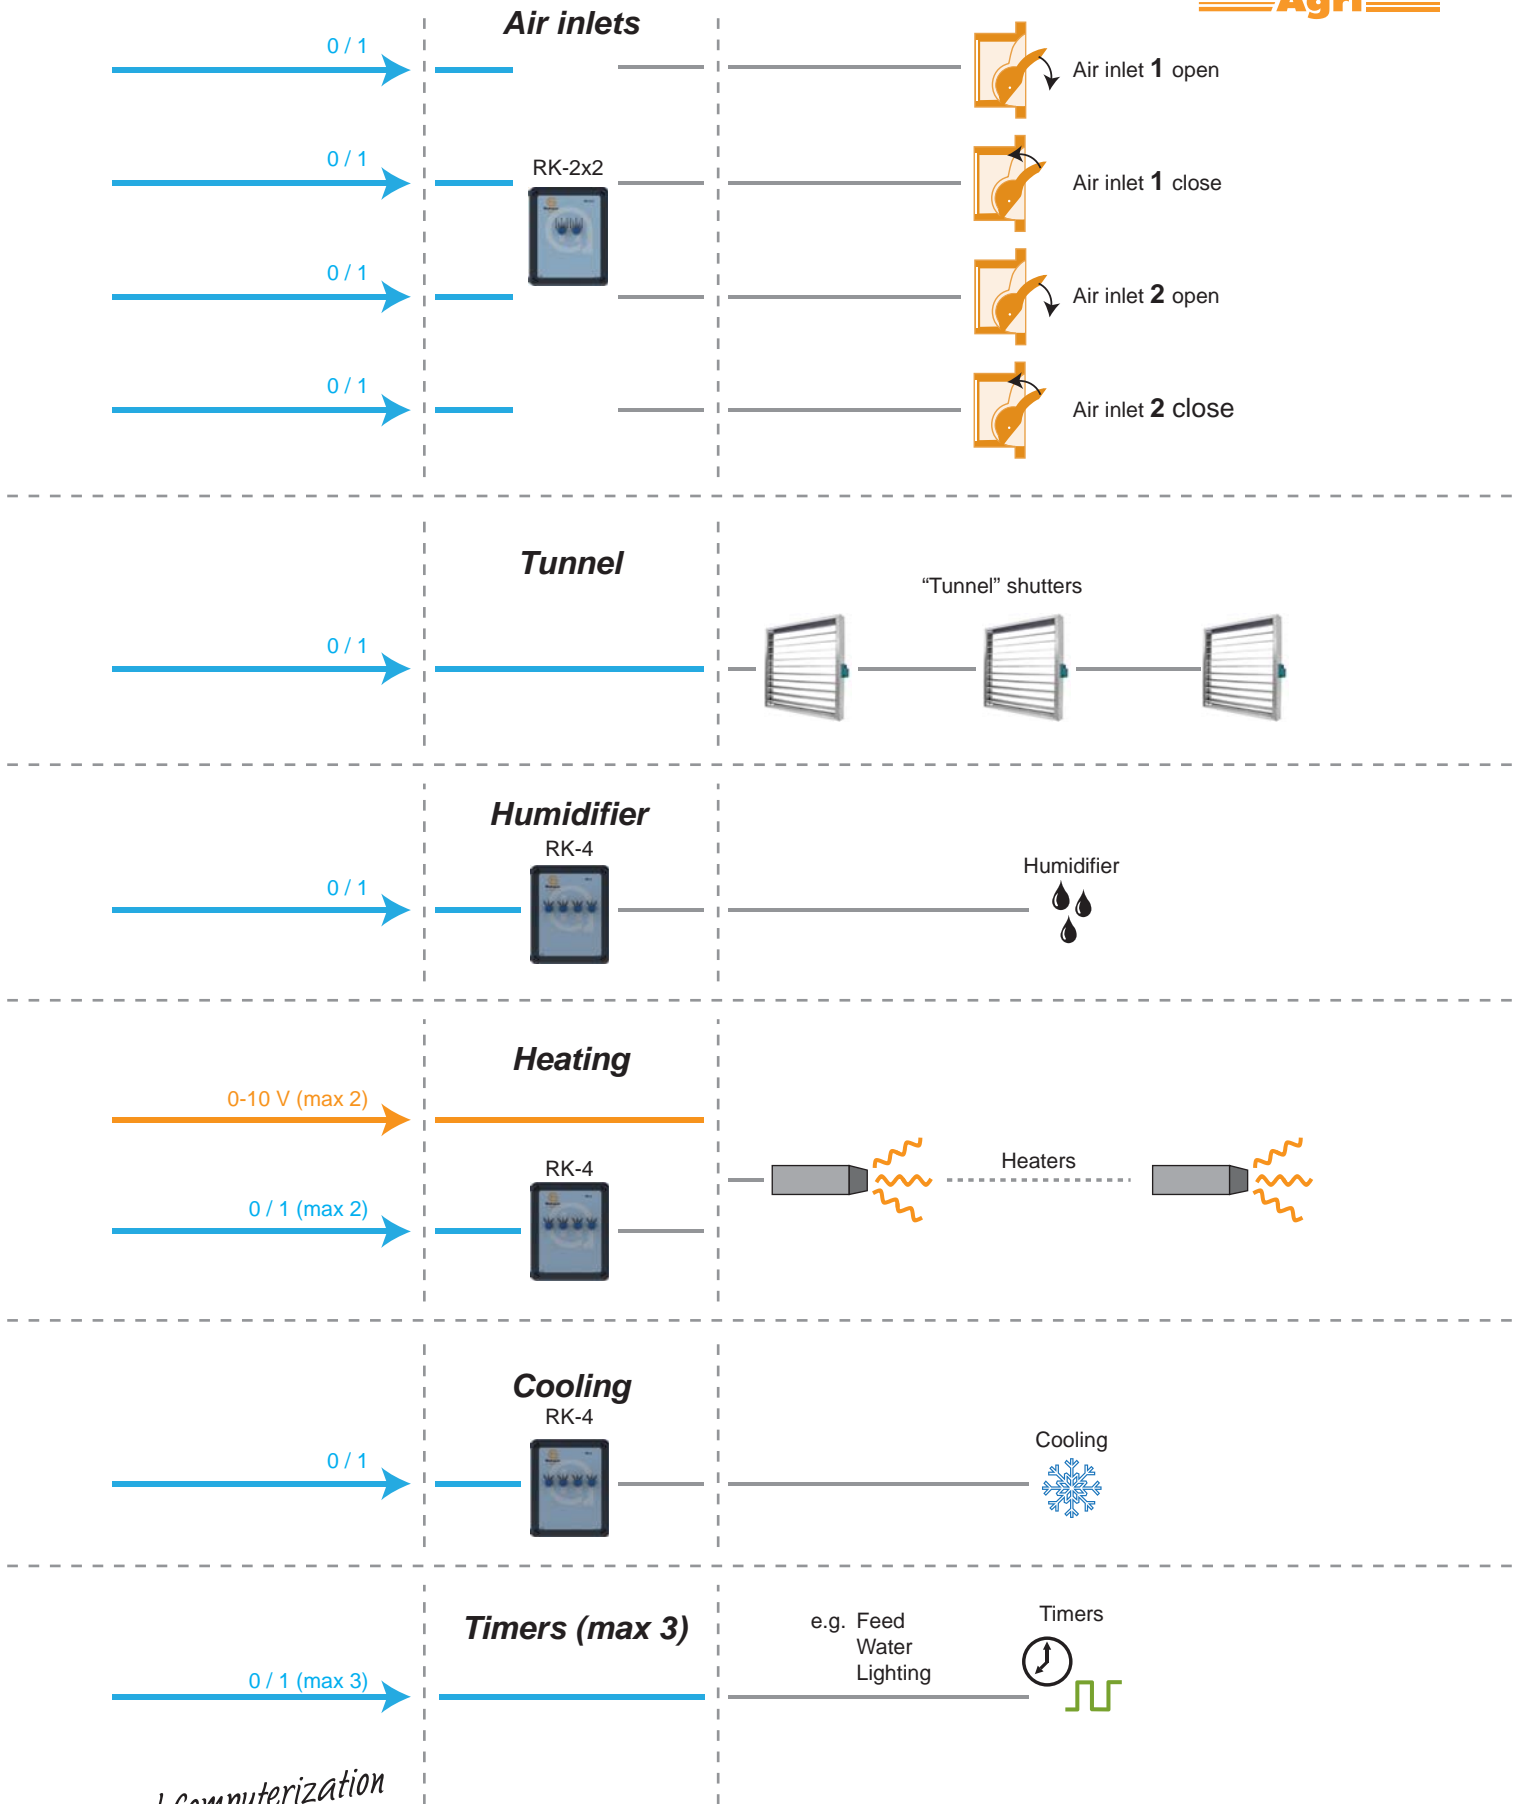 Agri
Air inlets
0 / 1
Air inlet 1 open
0 / 1
RK-2x2
Air inlet 1 close
0 / 1
Air inlet 2 open
0 / 1
Air inlet 2 close
Tunnel
“Tunnel” shutters
0 / 1
Humidifier
RK-4
Humidifier
0 / 1
Heating
0-10 V (max 2)
RK-4
Heaters
0 / 1 (max 2)
Cooling
RK-4
Cooling
0 / 1
Timers (max 3)
e.g. Feed
Water
Lighting
Timers
0 / 1 (max 3)
Computerization